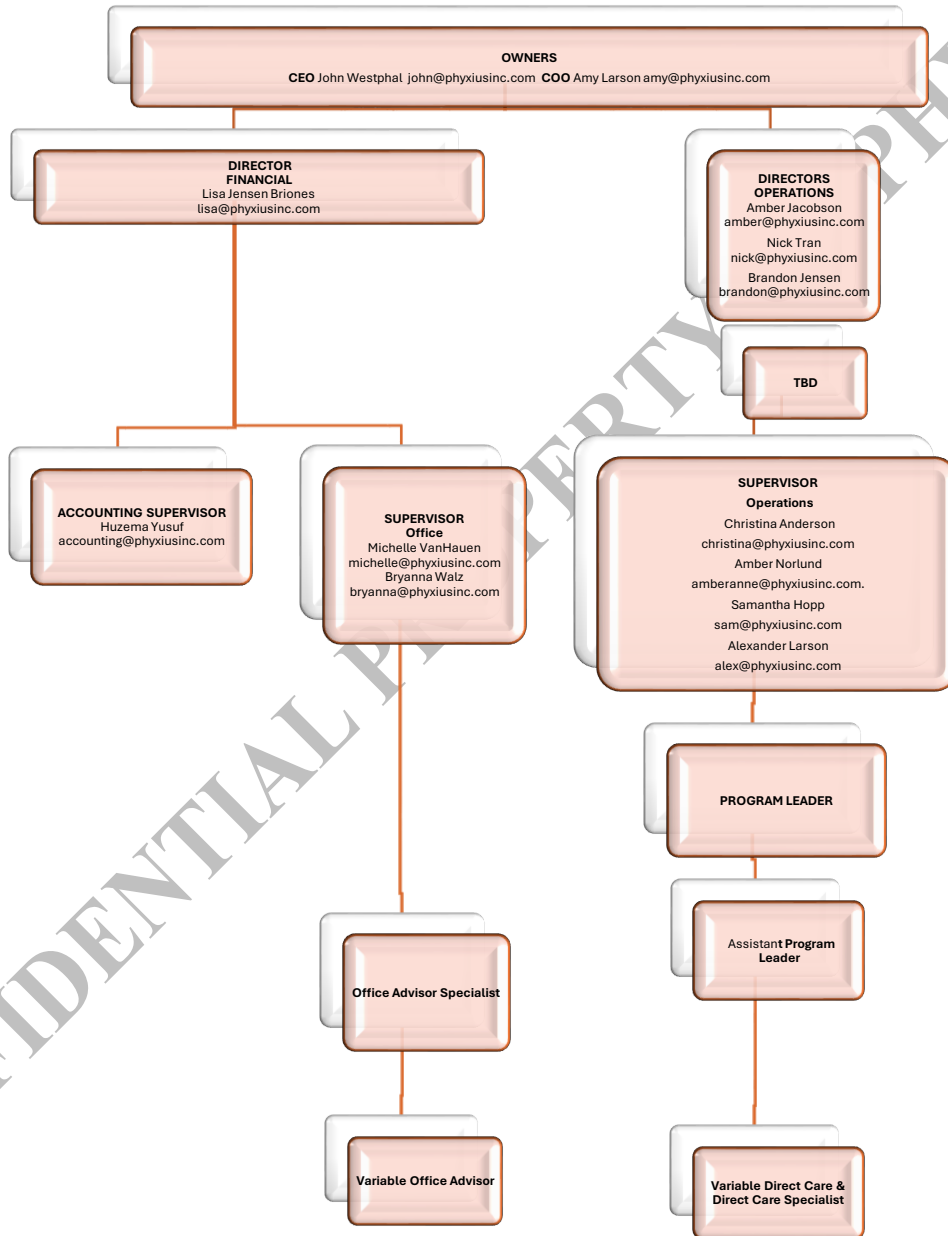 OWNERS
CEO John Westphal john@phyxiusinc.com COO Amy Larson amy@phyxiusinc.com
DIRECTOR
FINANCIAL
Lisa Jensen Briones
lisa@phyxiusinc.com
DIRECTORS
OPERATIONS
Amber Jacobson
amber@phyxiusinc.com
Nick Tran
nick@phyxiusinc.com
Brandon Jensen
brandon@phyxiusinc.com
TBD
ACCOUNTING SUPERVISOR
Huzema Yusuf
accounting@phyxiusinc.com
SUPERVISOR
Office
Michelle VanHauen
michelle@phyxiusinc.com
Bryanna Walz
bryanna@phyxiusinc.com
SUPERVISOR
Operations
Christina Anderson
christina@phyxiusinc.com
Amber Norlund
amberanne@phyxiusinc.com.
Samantha Hopp
sam@phyxiusinc.com
Alexander Larson
alex@phyxiusinc.com
PROGRAM LEADER
Assistant Program
Leader
Office Advisor Specialist
Variable Office Advisor
Variable Direct Care &
Direct Care Specialist